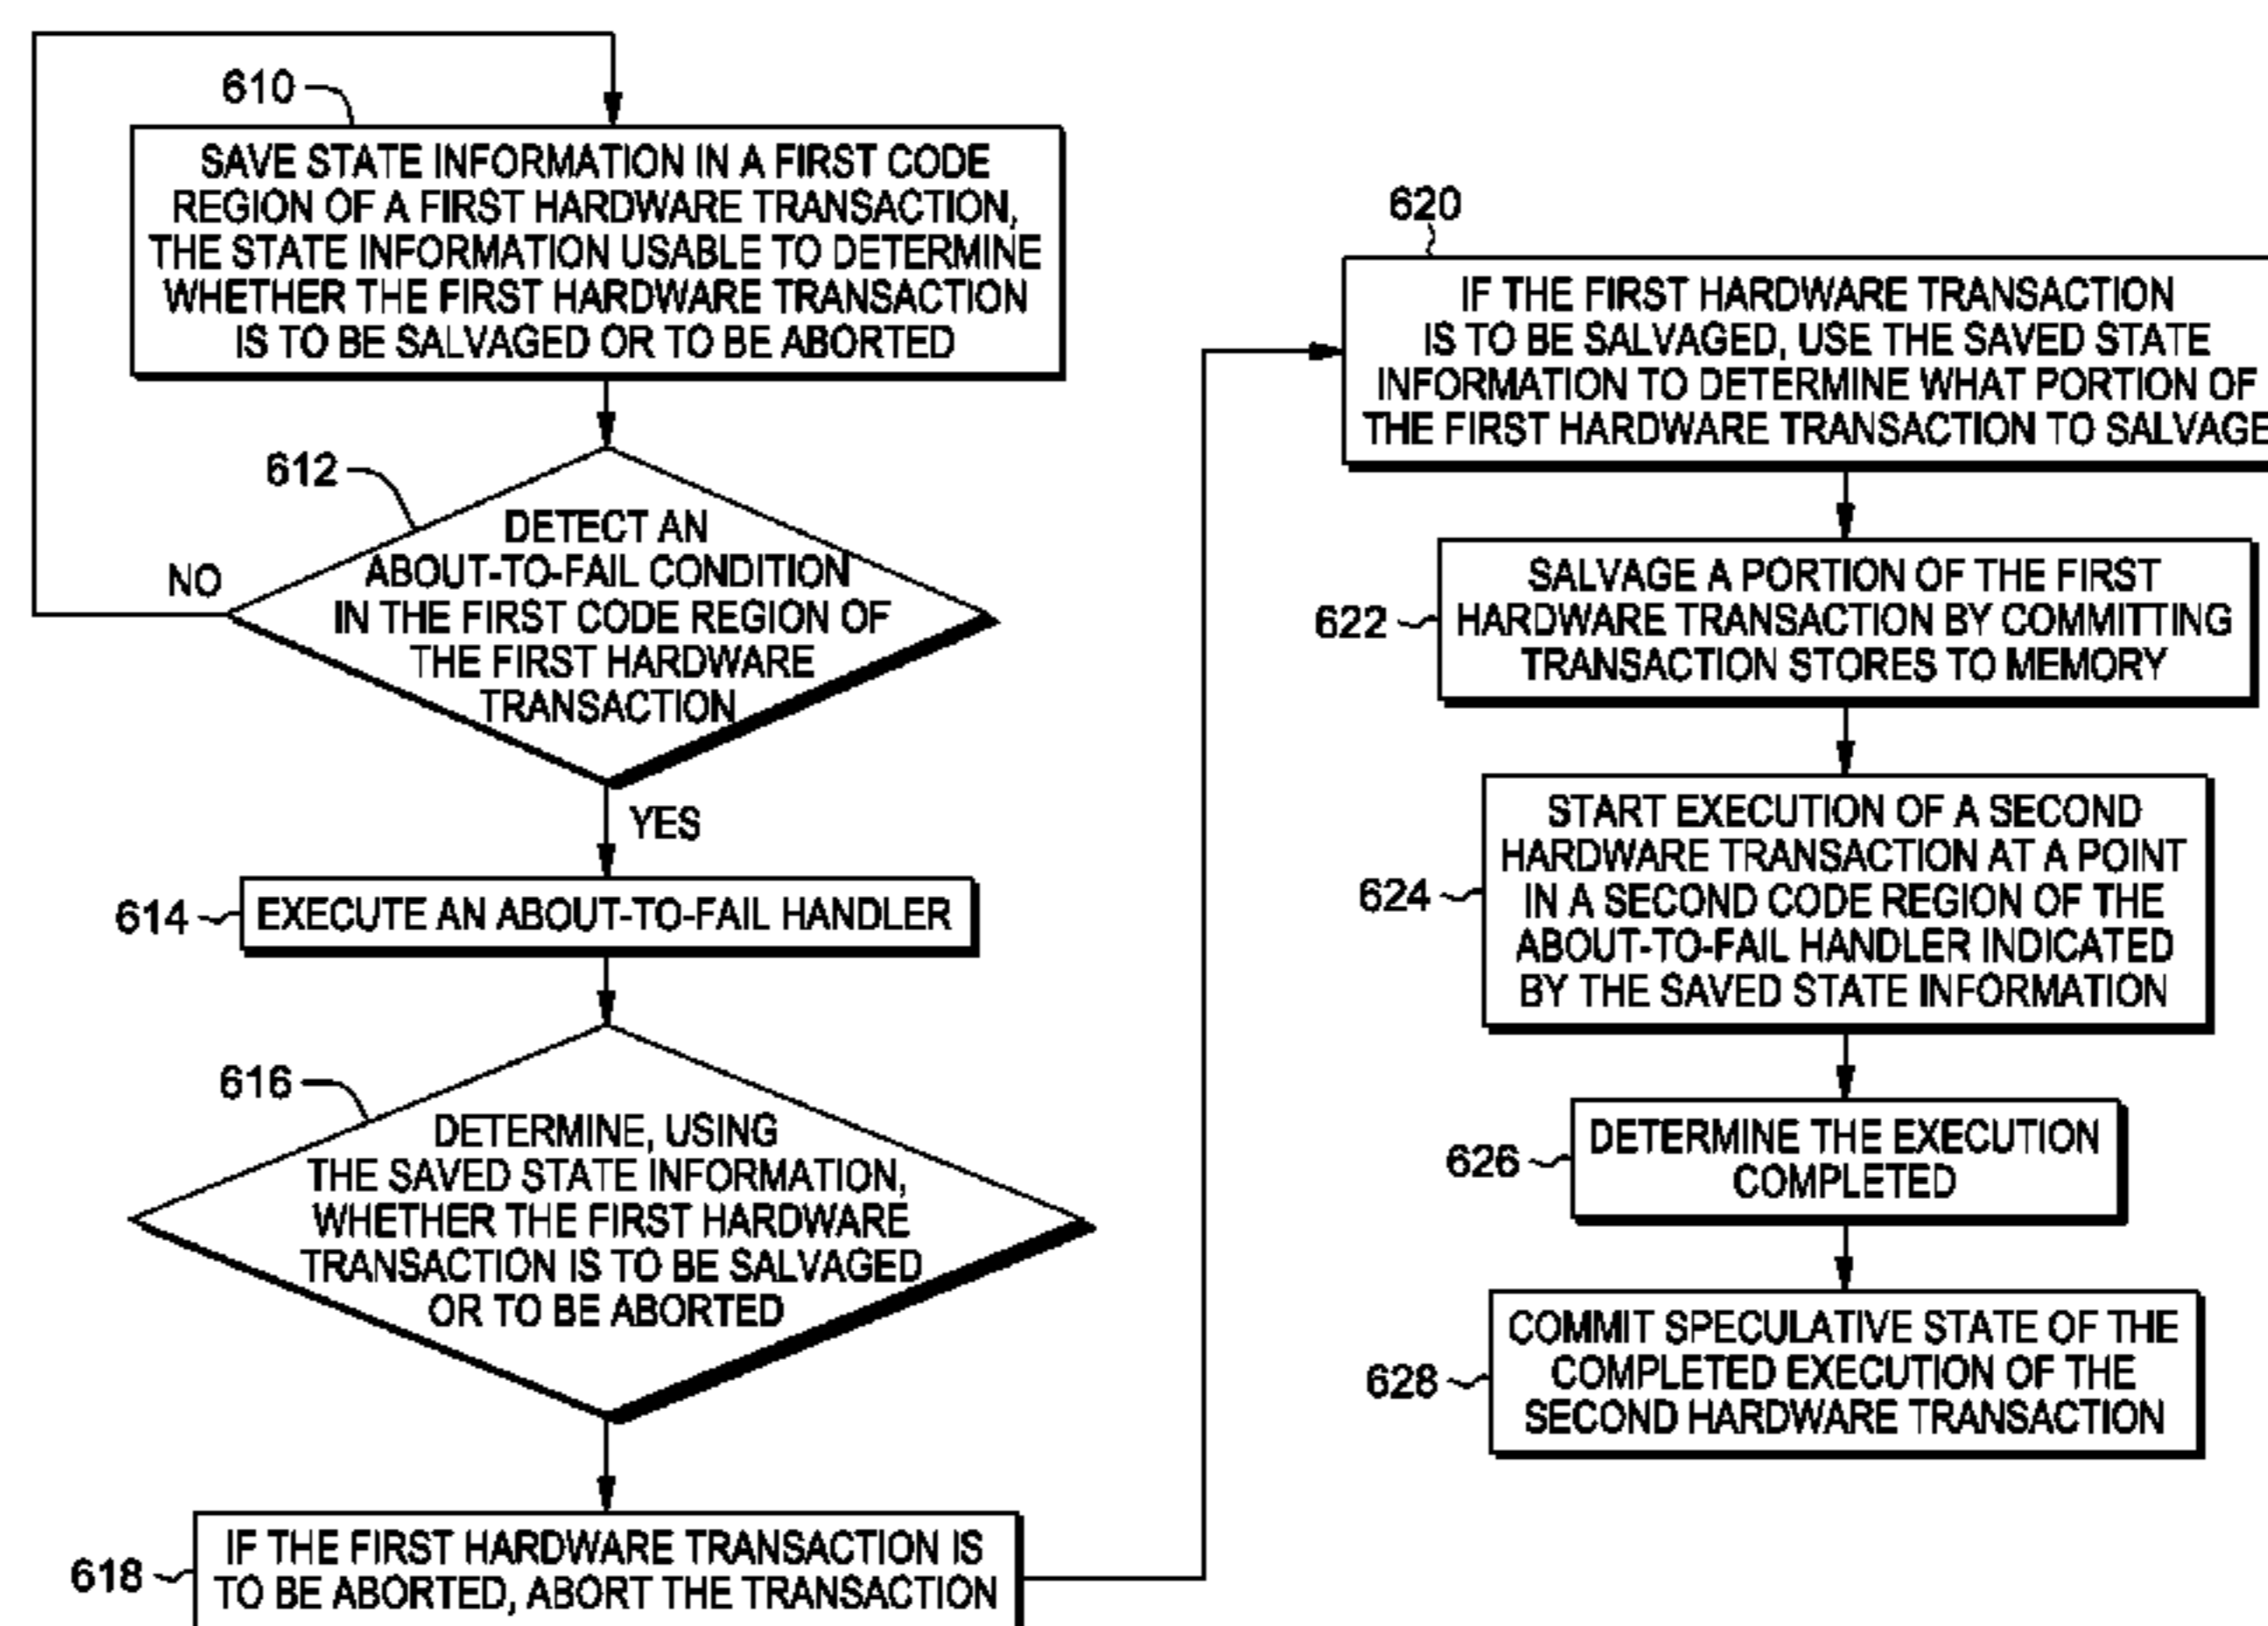 610
SAVE STATE INFORMATION IN A FIRST CODE
REGION OF A FIRST HARDWARE TRANSACTION,
THE STATE INFORMATION USABLE TO DETERMINE
WHETHER THE FIRST HARDWARE TRANSACTION
IS TO BE SALVAGED OR TO BE ABORTED
612
DETECT AN
ABOUT-TO-FAIL CONDITION
IN THE FIRST CODE REGION OF
THE FIRST HARDWARE
TRANSACTION
NO
YES
614
EXECUTE AN ABOUT-TO-FAIL HANDLER
616
DETERMINE, USING
THE SAVED STATE INFORMATION,
WHETHER THE FIRST HARDWARE
TRANSACTION IS TO BE SALVAGED
OR TO BE ABORTED
618
IF THE FIRST HARDWARE TRANSACTION IS
TO BE ABORTED, ABORT THE TRANSACTION
620
IF THE FIRST HARDWARE TRANSACTION
IS TO BE SALVAGED, USE THE SAVED STATE
INFORMATION TO DETERMINE WHAT PORTION OF
THE FIRST HARDWARE TRANSACTION TO SALVAGE
622
SALVAGE A PORTION OF THE FIRST
HARDWARE TRANSACTION BY COMMITTING
TRANSACTION STORES TO MEMORY
624
START EXECUTION OF A SECOND
HARDWARE TRANSACTION AT A POINT
IN A SECOND CODE REGION OF THE
ABOUT-TO-FAIL HANDLER INDICATED
BY THE SAVED STATE INFORMATION
626
DETERMINE THE EXECUTION
COMPLETED
628
COMMIT SPECULATIVE STATE OF THE
COMPLETED EXECUTION OF THE
SECOND HARDWARE TRANSACTION